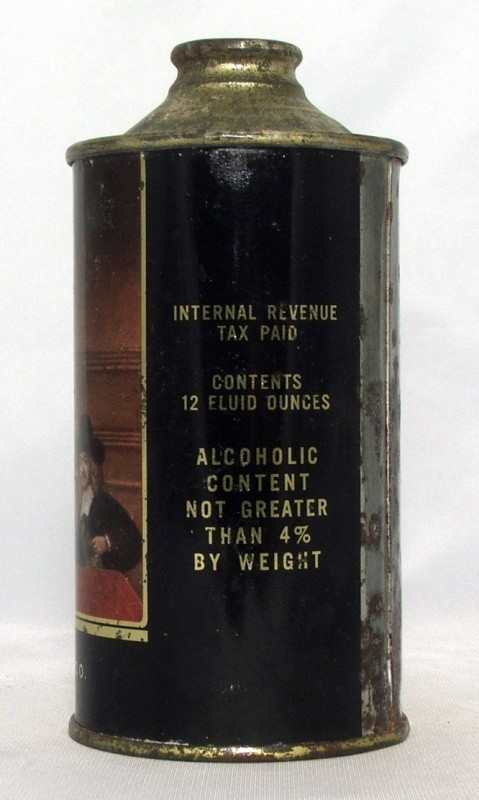 INTERNAL REVENUE
TAX PAID
CONTENTS
12 FLUID OUNCES
ALCOHOLIC
CONTENT
NOT GREATER
THAN 4%
BY WEIGHT
O.